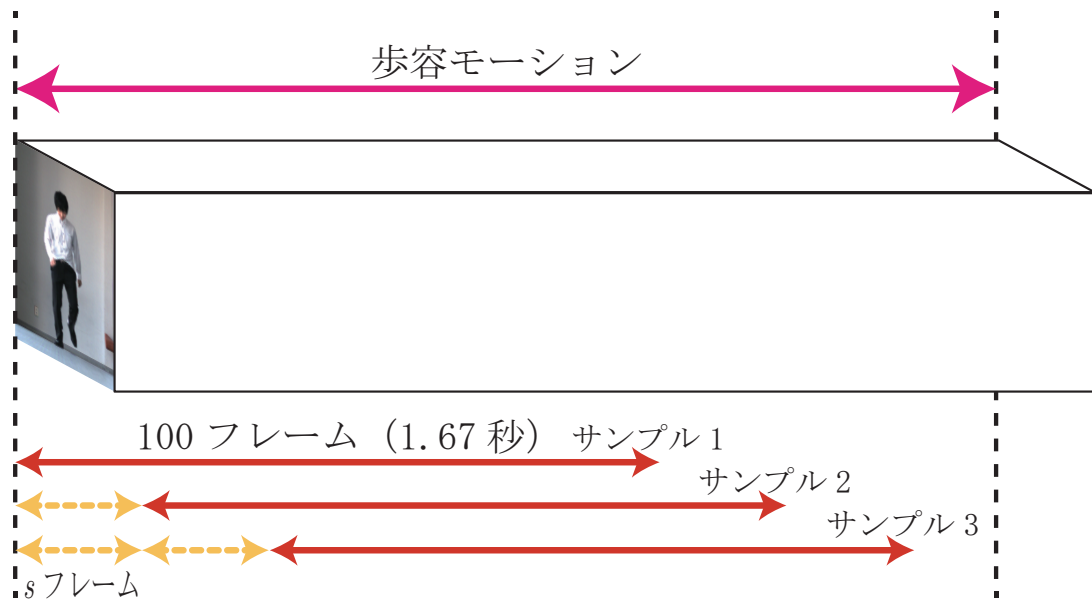 歩容モーション
100 フレーム（1.67 秒）
サンプル 1
サンプル 2
サンプル 3
s フレーム